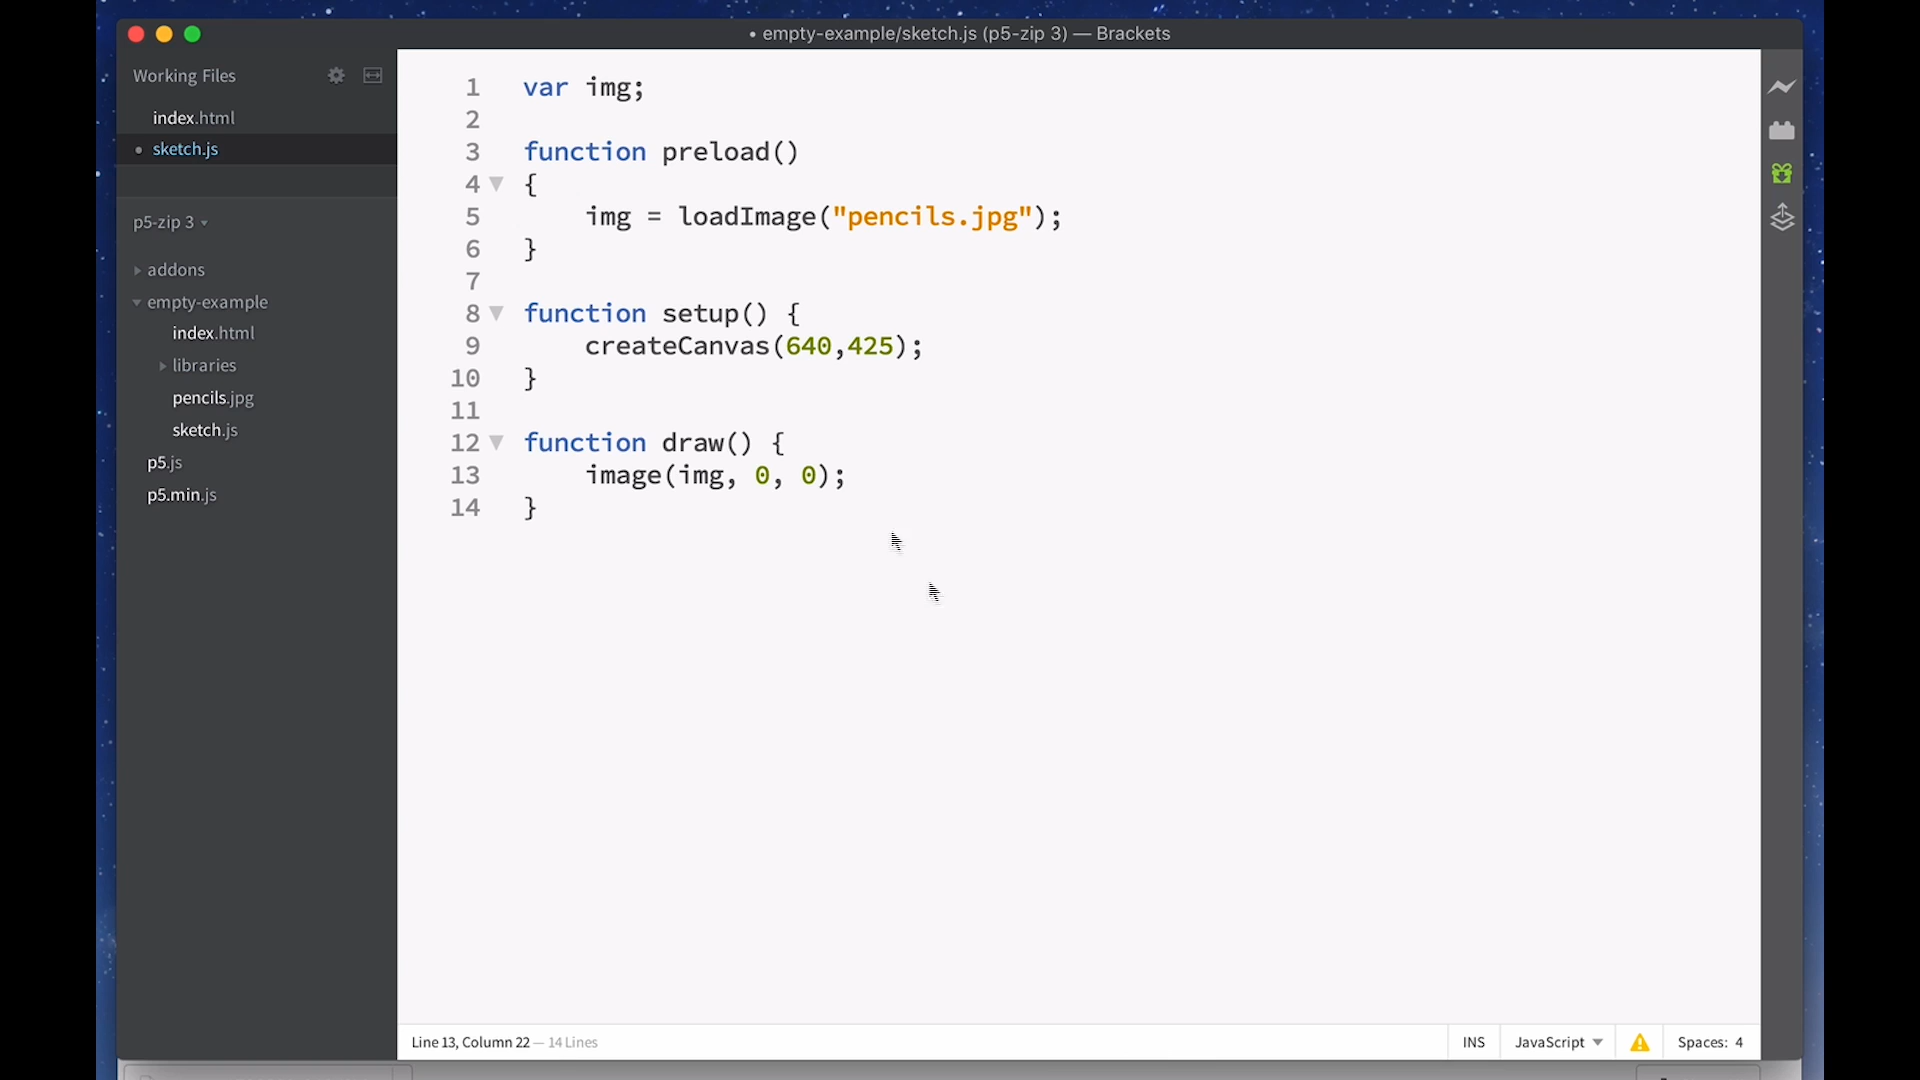 • empty-example/sketch.js (p5-zip 3) — Brackets
Working Files
index.html
• sketch.js
p5-zip 3
addons
empty-example
index.html
libraries
pencils.jpg
sketch.js
p5.js
p5.min.js
1 var img;
2
3 function preload()
4 {
5     img = loadImage("pencils.jpg");
6 }
7
8 function setup() {
9     createCanvas(640,425);
10 }
11
12 function draw() {
13     image(img, 0, 0);
14 }
Line 13, Column 22 — 14 Lines
INS
JavaScript
Spaces: 4